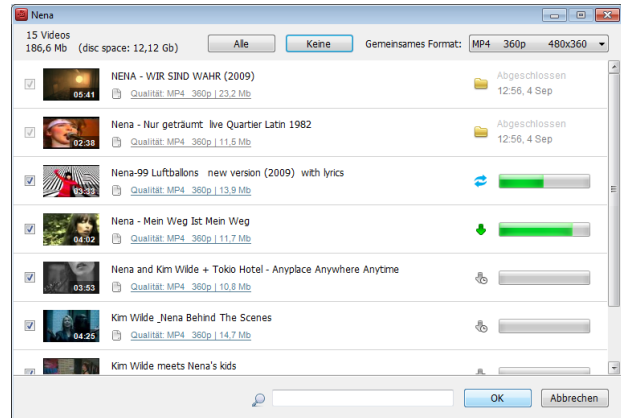 Nena
15 Videos
186,6 Mb (disc space: 12,12 Gb)
Alle
Keine
Gemeinsames Format:
MP4 360p 480x360
NENA - WIR SIND WAHR (2009)
Qualität: MP4 360p | 23,2 Mb
05:41
Abgeschlossen
12:56, 4 Sep
Nena - Nur geträumt live Quartier Latin 1982
Qualität: MP4 360p | 11,5 Mb
02:38
Abgeschlossen
12:56, 4 Sep
Nena-99 Luftballons new version (2009) with lyrics
Qualität: MP4 360p | 13,9 Mb
Nena - Mein Weg Ist Mein Weg
Qualität: MP4 360p | 11,7 Mb
04:02
Nena and Kim Wilde + Tokio Hotel - Anyplace Anywhere Anytime
Qualität: MP4 360p | 10,8 Mb
03:53
Kim Wilde _Nena Behind The Scenes
Qualität: MP4 360p | 14,7 Mb
04:25
Kim Wilde meets Nena's kids
OK
Abbrechen